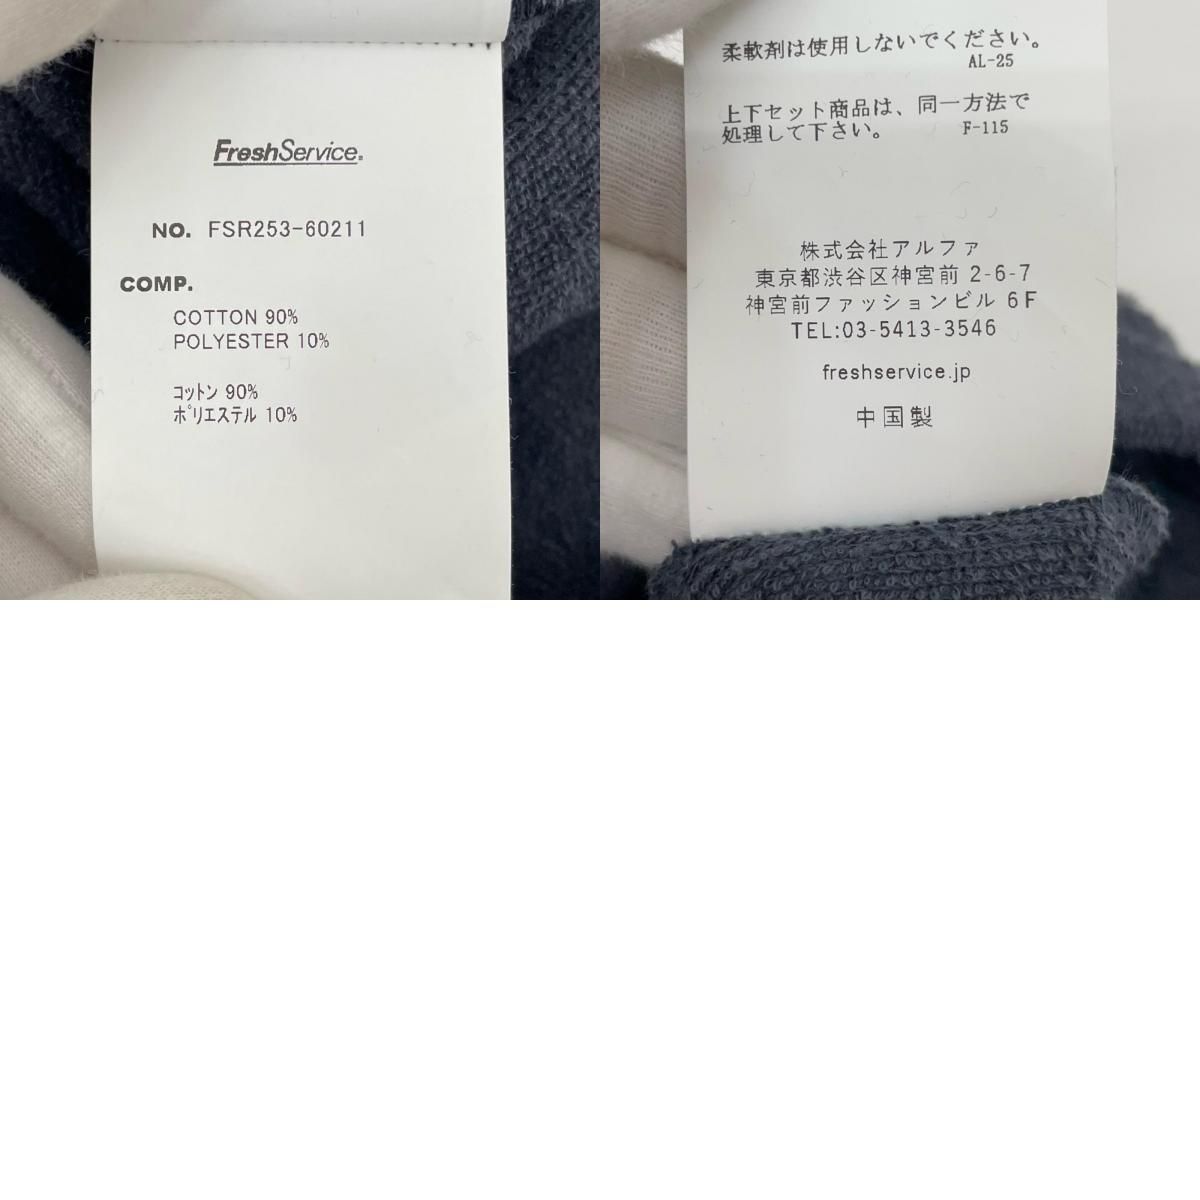 FreshService.
NO. FSR253-60211
COMP.
COTTON 90%
POLYESTER 10%
コットン 90%
ポリエステル 10%
柔軟剤は使用しないでください。
AL-25
上下セット商品は、同一方法で
処理して下さい。 F-115
株式会社アルファ
東京都渋谷区神宮前 2-6-7
神宮前ファッションビル 6F
TEL:03-5413-3546
freshservice.jp
中国製